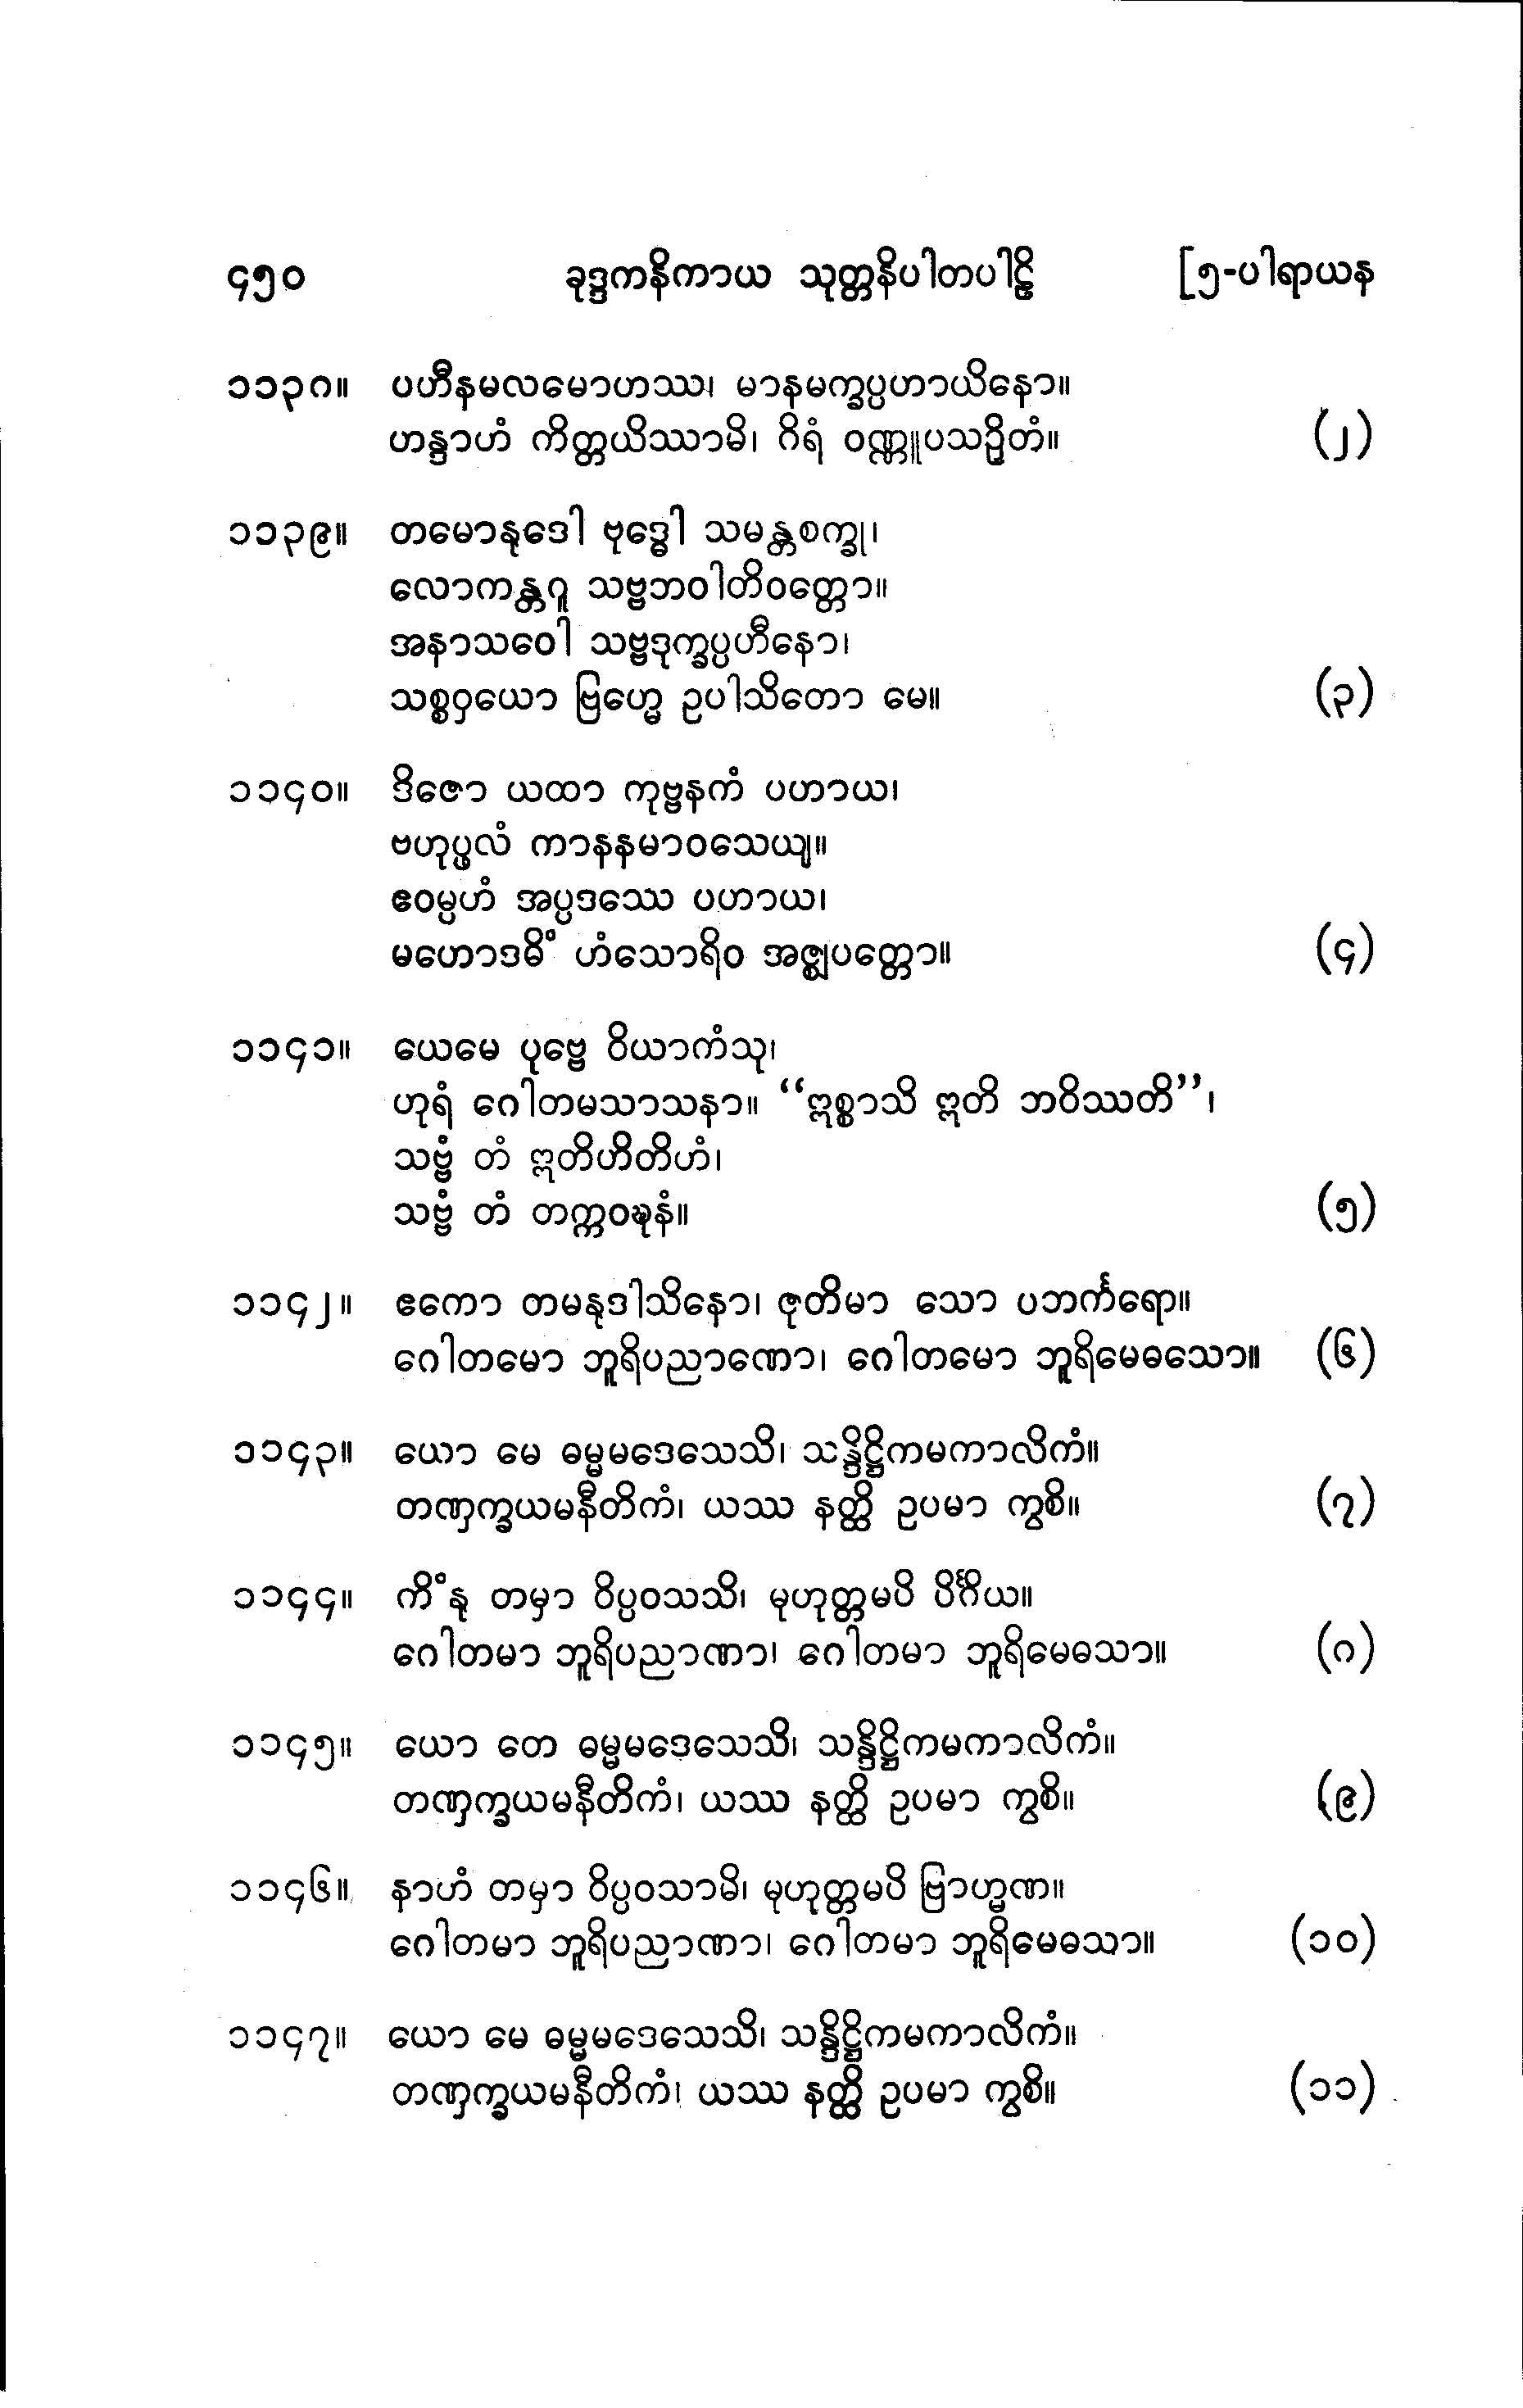 ၄၅၀ ခုဒ္ဒကနိကာယ သုတ္တနိပါတပါဠိ [၅-ပါရာယန
၁၁၃၈။ ပဟီနမလမောဟဿ၊ မာနမက္ခပ္ပဟာယိနော။
ဟန္ဒာဟံ ကိတ္တယိဿာမိ၊ ဂိရံ ဝဏ္ဏူပသဉှိတံ။ (၂)
၁၁၃၉။ တမောနုဒေါ ဗုဒ္ဓေါ သမန္တစက္ခု၊
လောကန္တဂူ သဗ္ဗဘဝါတိဝတ္တော။
အနာသဝေါ သဗ္ဗဒုက္ခပ္ပဟီနော၊
သစ္စဝှယော ဗြဟ္မေ ဥပါသိတော မေ။ (၃)
၁၁၄၀။ ဒိဇော ယထာ ကုဗ္ဗနကံ ပဟာယ၊
ဗဟုပ္ဖလံ ကာနနမာဝသေယျ။
ဧဝမ္ပဟံ အပ္ပဒဿေ ပဟာယ၊
မဟောဒဓိံ ဟံသောရိဝ အဇ္ဈပတ္တော။ (၄)
၁၁၄၁။ ယေမေ ပုဗ္ဗေ ဝိယာကံသု၊
ဟုရံ ဂေါတမသာသနာ။ “ဣစ္စာသိ ဣတိ ဘဝိဿတိ”၊
သဗ္ဗံ တံ ဣတိဟိတိဟံ၊
သဗ္ဗံ တံ တက္ကဝဍ္ဎနံ။ (၅)
၁၁၄၂။ ဧကော တမနုဒါသိနော၊ ဇုတိမာ သော ပဘင်္ကရော။
ဂေါတမော ဘူရိပညာဏော၊ ဂေါတမော ဘူရိမေဓသော။ (၆)
၁၁၄၃။ ယော မေ ဓမ္မမဒေသေသိ၊ သန္ဒိဋ္ဌိကမကာလိကံ။
တဏှက္ခယမနီတိကံ၊ ယဿ နတ္ထိ ဥပမာ ကွစိ။ (၇)
၁၁၄၄။ ကိံနု တမှာ ဝိပ္ပဝသသိ၊ မုဟုတ္တမပိ ပိင်္ဂိယ။
ဂေါတမာ ဘူရိပညာဏာ၊ ဂေါတမာ ဘူရိမေဓသာ။ (၈)
၁၁၄၅။ ယော တေ ဓမ္မမဒေသေသိ၊ သန္ဒိဋ္ဌိကမကာလိကံ။
တဏှက္ခယမနီတိကံ၊ ယဿ နတ္ထိ ဥပမာ ကွစိ။ (၉)
၁၁၄၆။ နာဟံ တမှာ ဝိပ္ပဝသာမိ၊ မုဟုတ္တမပိ ဗြာဟ္မဏ။
ဂေါတမာ ဘူရိပညာဏာ၊ ဂေါတမာ ဘူရိမေဓသာ။ (၁၀)
၁၁၄၇။ ယော မေ ဓမ္မမဒေသေသိ၊ သန္ဒိဋ္ဌိကမကာလိကံ။
တဏှက္ခယမနီတိကံ၊ ယဿ နတ္ထိ ဥပမာ ကွစိ။ (၁၁)